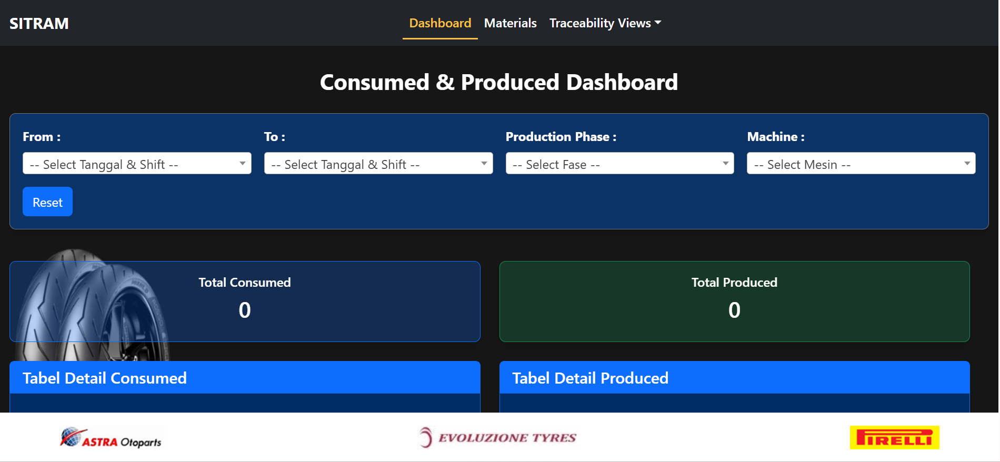 SITRAM
Dashboard Materials Traceability Views
Consumed & Produced Dashboard
From : To : Production Phase : Machine :
-- Select Tanggal & Shift -- -- Select Tanggal & Shift -- -- Select Fase -- -- Select Mesin --
Reset
Total Consumed
0
Total Produced
0
Tabel Detail Consumed
Tabel Detail Produced
ASTRA Otoparts
EVOLUZIONE TYRES
PIRELLI